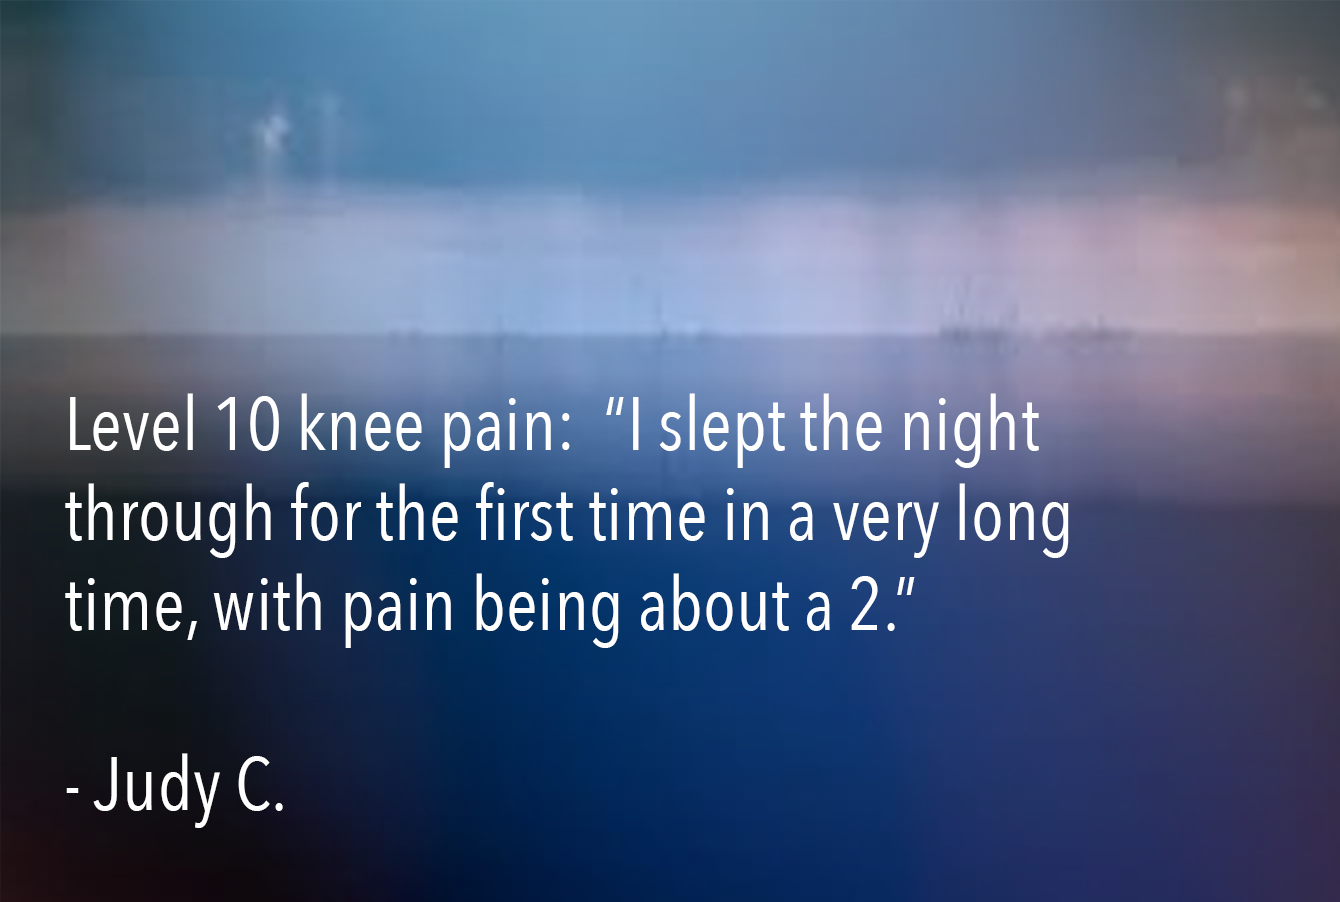 Level 10 knee pain:  “I slept the night
through for the first time in a very long
time, with pain being about a 2.”
- Judy C.